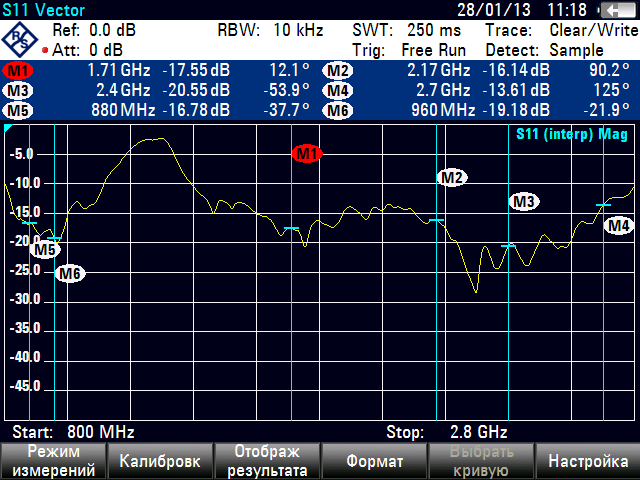 S11 Vector 28/01/13 11:18
Ref: 0.0 dB RBW: 10 kHz SWT: 250 ms Trace: Clear/Write
Att: 0 dB Trig: Free Run Detect: Sample
R&S
M1 1.71 GHz -17.55 dB 12.1 º M2 2.17 GHz -16.14 dB 90.2 º
M3 2.4 GHz -20.55 dB -53.9 º M4 2.7 GHz -13.61 dB 125 º
M5 880 MHz -16.78 dB -37.7 º M6 960 MHz -19.18 dB -21.9 º
S11 (interp) Mag
-5.0
M1
-10.0
M2
M3
-15.0
M4
-20.0
M5
M6
-25.0
-30.0
-35.0
-40.0
-45.0
Start: 800 MHz Stop: 2.8 GHz
Режим измерений
Калибровк
Отображ результата
Формат
Выбрать кривую
Настройка